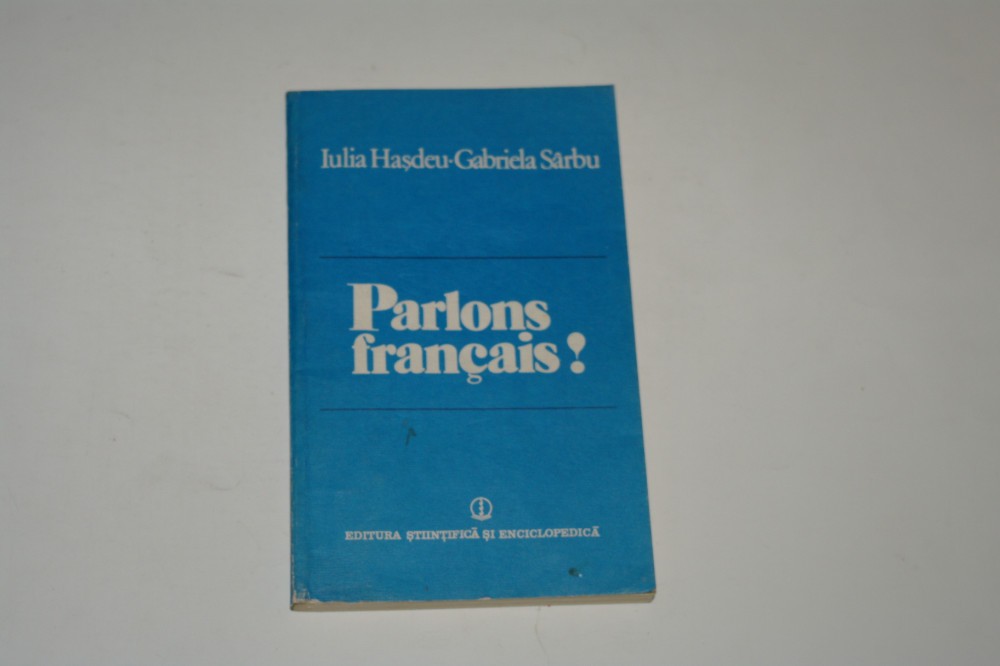 Iulia Hașdeu·Gabriela Sârbu
Parlons
français!
EDITURA ȘTIINȚIFICĂ ȘI ENCICLOPEDICĂ